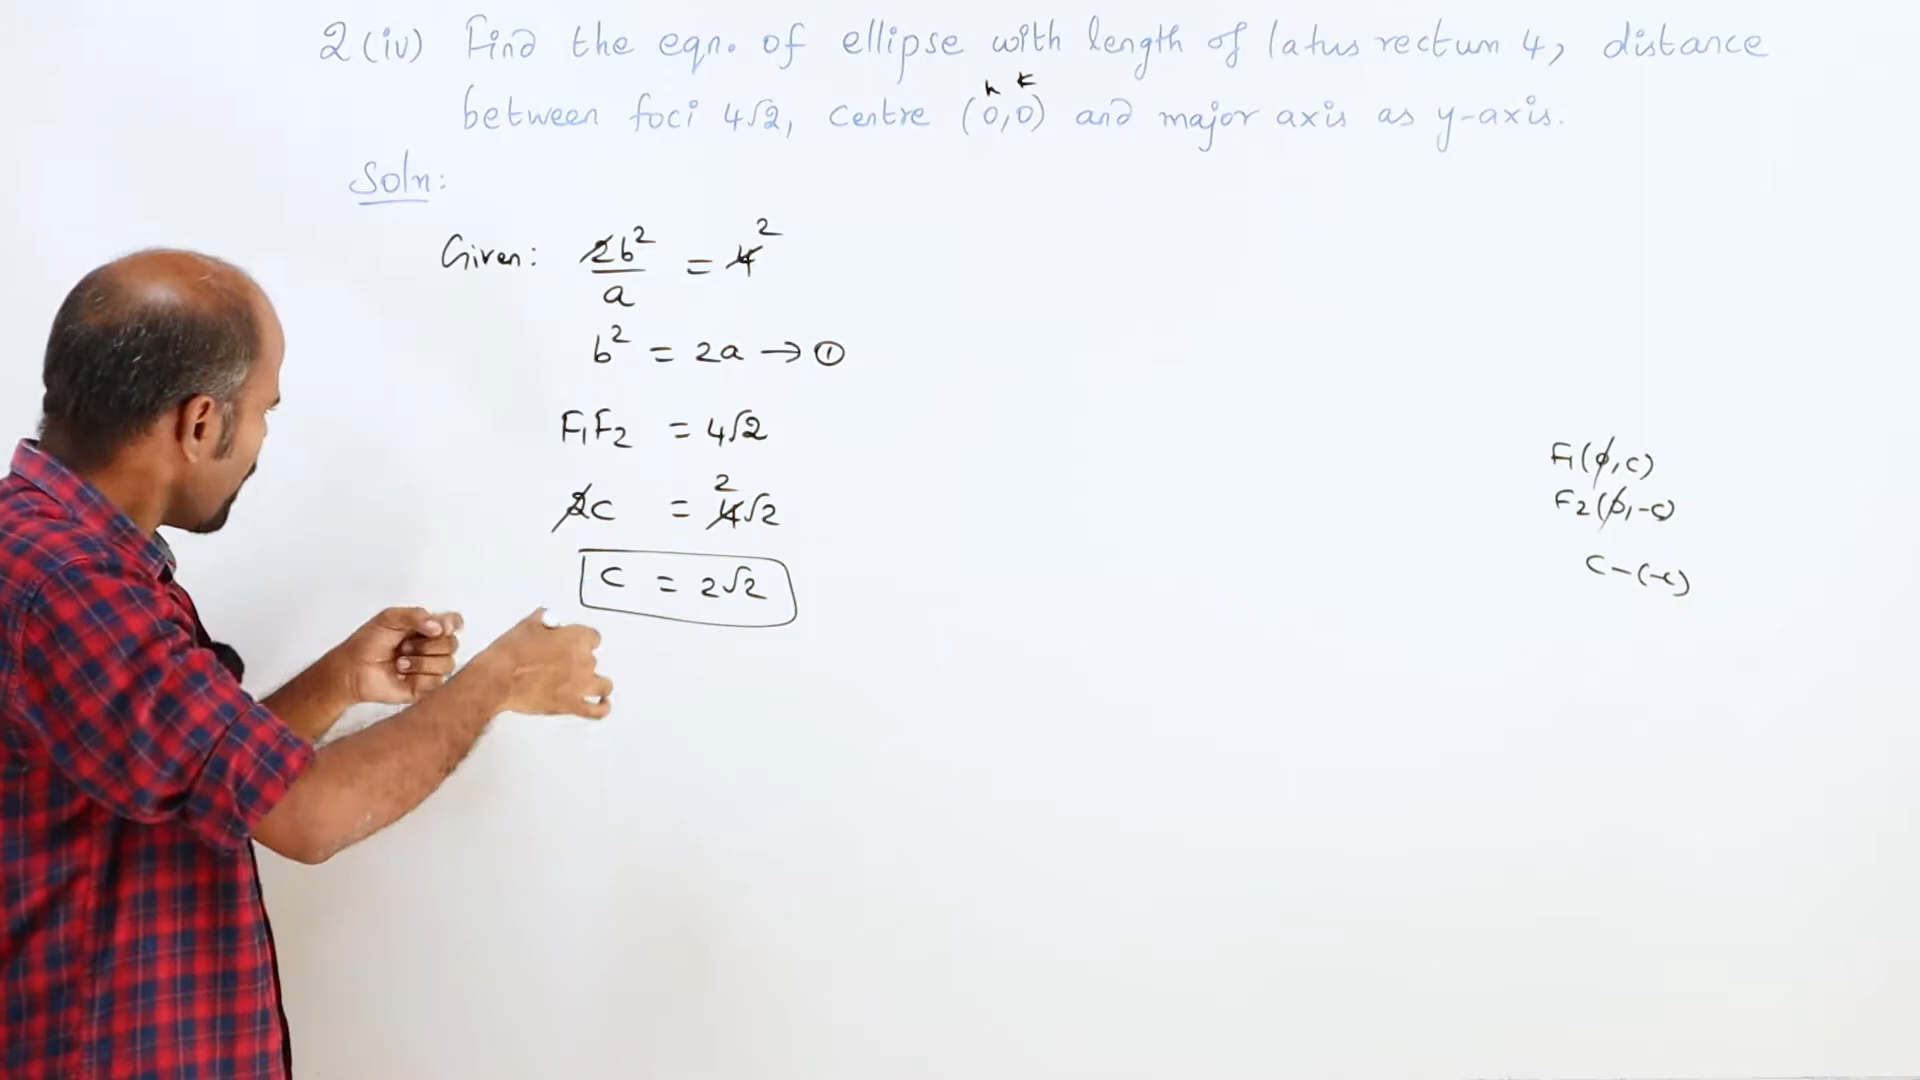 2 (iv) Find the eqn. of ellipse with length of latus rectum 4, distance
h k
between foci 4√2, Centre (0,0) and major axis as y-axis.
Soln:
Given: 2b²/a = 4 2
b² = 2a → ①
F₁F₂ = 4√2
2c = 4√2 2
c = 2√2
F₁(0,c)
F₂(0,-c)
c-(-c)